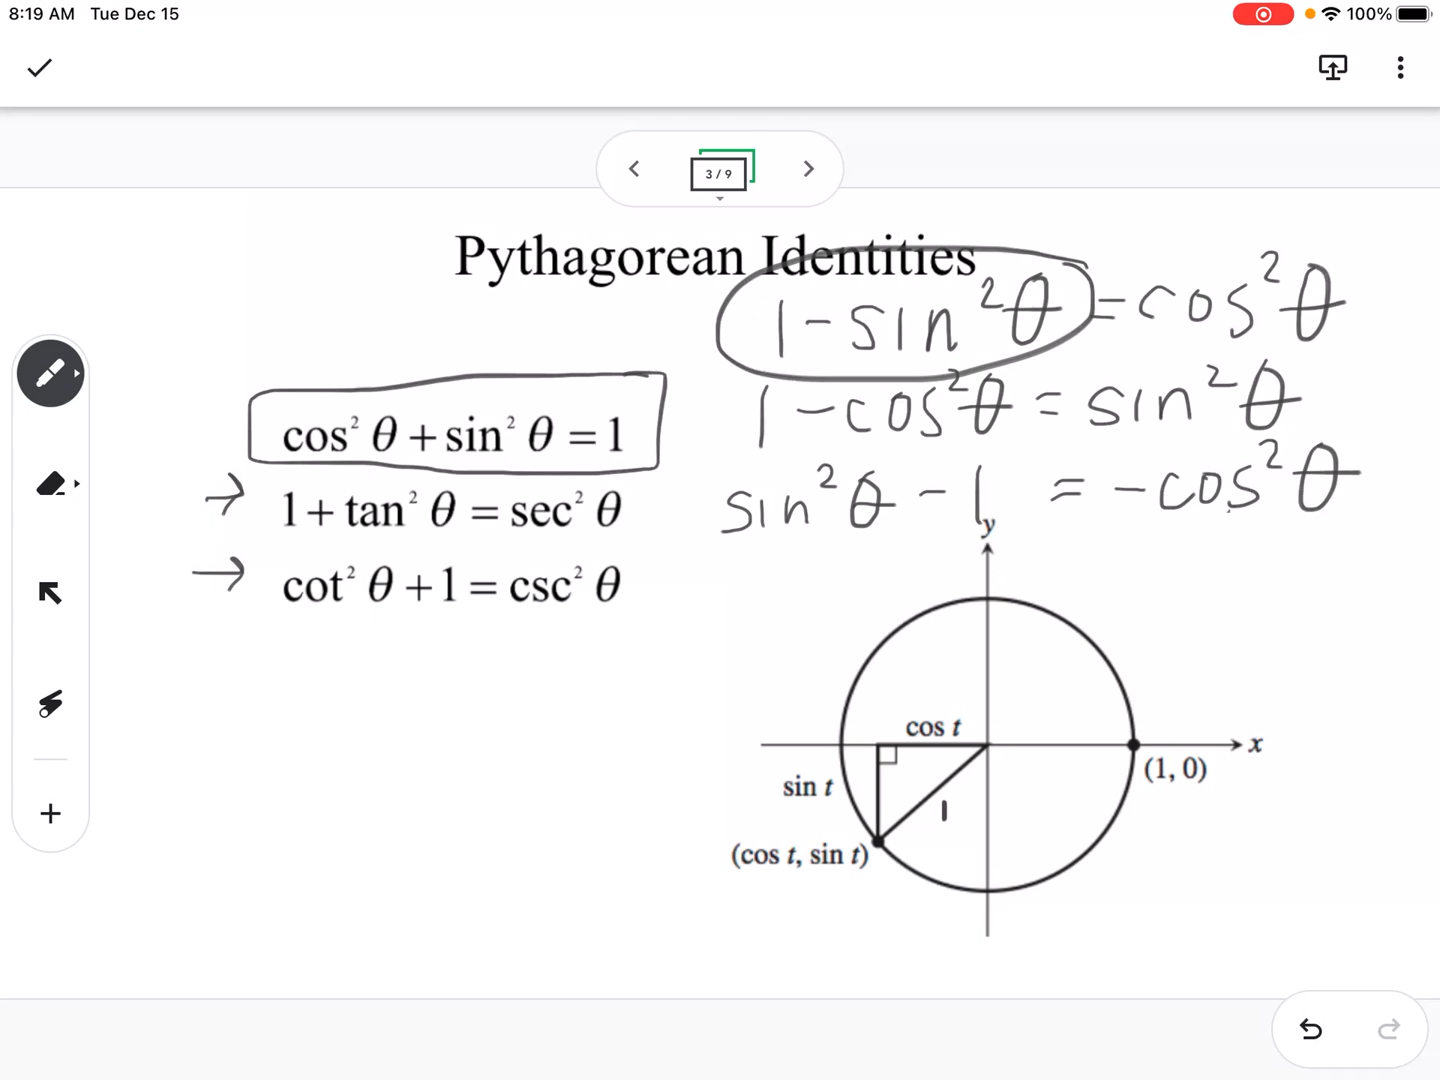 8:19 AM Tue Dec 15
100%
3 / 9
Pythagorean Identities
1 - sin²θ = cos²θ
1 - cos²θ = sin²θ
sin²θ - 1 = -cos²θ
cos² θ + sin² θ = 1
→ 1 + tan² θ = sec² θ
→ cot² θ + 1 = csc² θ
y
cos t
x
(1, 0)
sin t
1
(cos t, sin t)